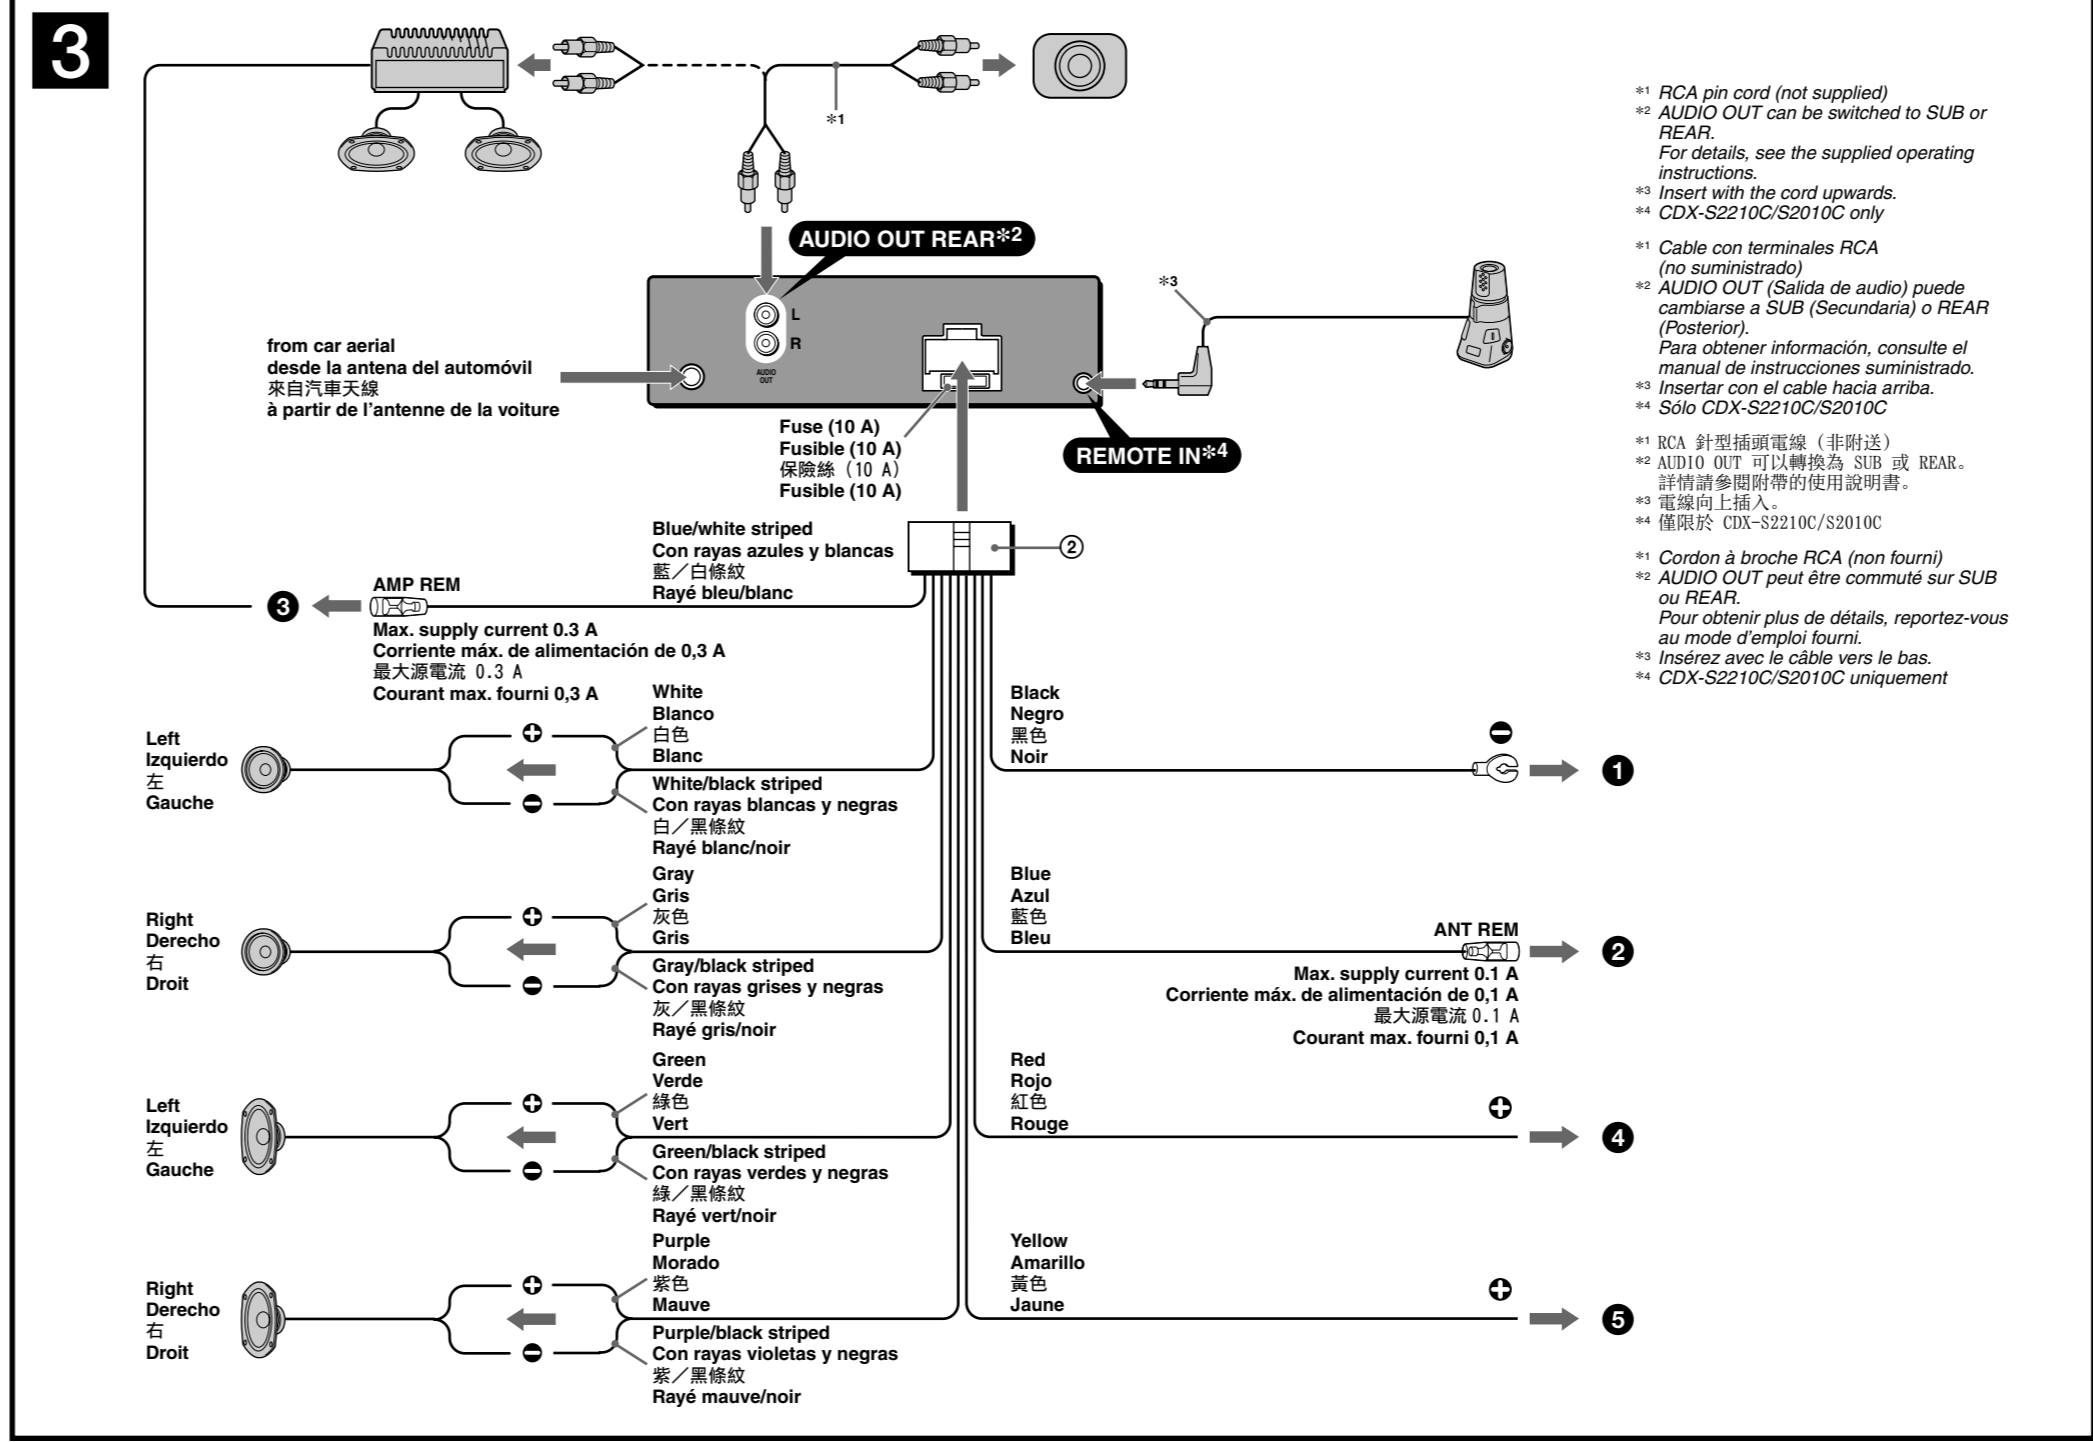 3
*1
AUDIO OUT REAR*2
L
R
AUDIO
OUT
*3
from car aerial
desde la antena del automóvil
來自汽車天線
à partir de l'antenne de la voiture
Fuse (10 A)
Fusible (10 A)
保險絲（10 A）
Fusible (10 A)
REMOTE IN*4
Blue/white striped
Con rayas azules y blancas
藍／白條紋
Rayé bleu/blanc
2
3
AMP REM
Max. supply current 0.3 A
Corriente máx. de alimentación de 0,3 A
最大源電流 0.3 A
Courant max. fourni 0,3 A
Left
Izquierdo
左
Gauche
White
Blanco
白色
Blanc
White/black striped
Con rayas blancas y negras
白／黑條紋
Rayé blanc/noir
Right
Derecho
右
Droit
Gray
Gris
灰色
Gris
Gray/black striped
Con rayas grises y negras
灰／黑條紋
Rayé gris/noir
Left
Izquierdo
左
Gauche
Green
Verde
綠色
Vert
Green/black striped
Con rayas verdes y negras
綠／黑條紋
Rayé vert/noir
Right
Derecho
右
Droit
Purple
Morado
紫色
Mauve
Purple/black striped
Con rayas violetas y negras
紫／黑條紋
Rayé mauve/noir
Black
Negro
黑色
Noir
1
Blue
Azul
藍色
Bleu
ANT REM
2
Max. supply current 0.1 A
Corriente máx. de alimentación de 0,1 A
最大源電流 0.1 A
Courant max. fourni 0,1 A
Red
Rojo
紅色
Rouge
4
Yellow
Amarillo
黃色
Jaune
5
*1 RCA pin cord (not supplied)
*2 AUDIO OUT can be switched to SUB or
REAR.
For details, see the supplied operating
instructions.
*3 Insert with the cord upwards.
*4 CDX-S2210C/S2010C only
*1 Cable con terminales RCA
(no suministrado)
*2 AUDIO OUT (Salida de audio) puede
cambiarse a SUB (Secundaria) o REAR
(Posterior).
Para obtener información, consulte el
manual de instrucciones suministrado.
*3 Insertar con el cable hacia arriba.
*4 Sólo CDX-S2210C/S2010C
*1 RCA 針型插頭電線（非附送）
*2 AUDIO OUT 可以轉換為 SUB 或 REAR。
詳情請參閱附帶的使用說明書。
*3 電線向上插入。
*4 僅限於 CDX-S2210C/S2010C
*1 Cordon à broche RCA (non fourni)
*2 AUDIO OUT peut être commuté sur SUB
ou REAR.
Pour obtenir plus de détails, reportez-vous
au mode d'emploi fourni.
*3 Insérez avec le câble vers le bas.
*4 CDX-S2210C/S2010C uniquement